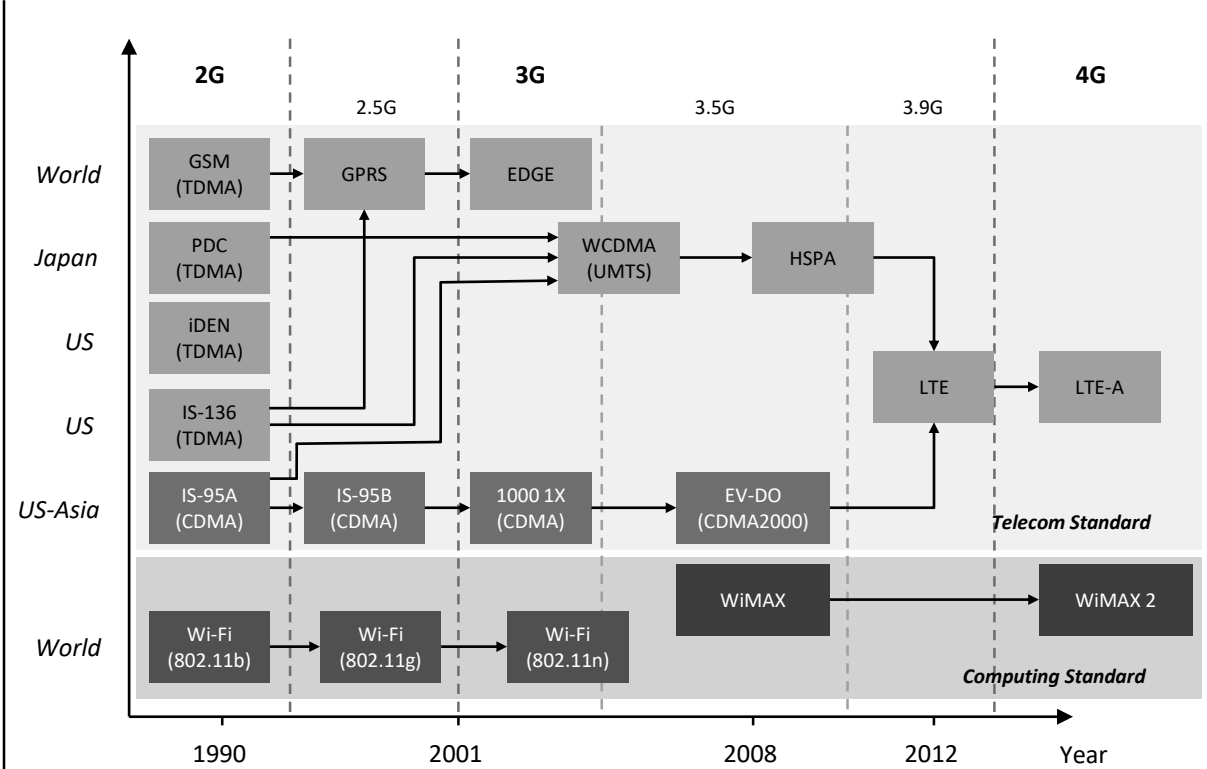 2G
3G
4G
2.5G
3.5G
3.9G
World
GSM
(TDMA)
GPRS
EDGE
Japan
PDC
(TDMA)
WCDMA
(UMTS)
HSPA
US
iDEN
(TDMA)
LTE
LTE-A
US
IS-136
(TDMA)
US-Asia
IS-95A
(CDMA)
IS-95B
(CDMA)
1000 1X
(CDMA)
EV-DO
(CDMA2000)
Telecom Standard
WiMAX
WiMAX 2
World
Wi-Fi
(802.11b)
Wi-Fi
(802.11g)
Wi-Fi
(802.11n)
Computing Standard
1990
2001
2008
2012
Year